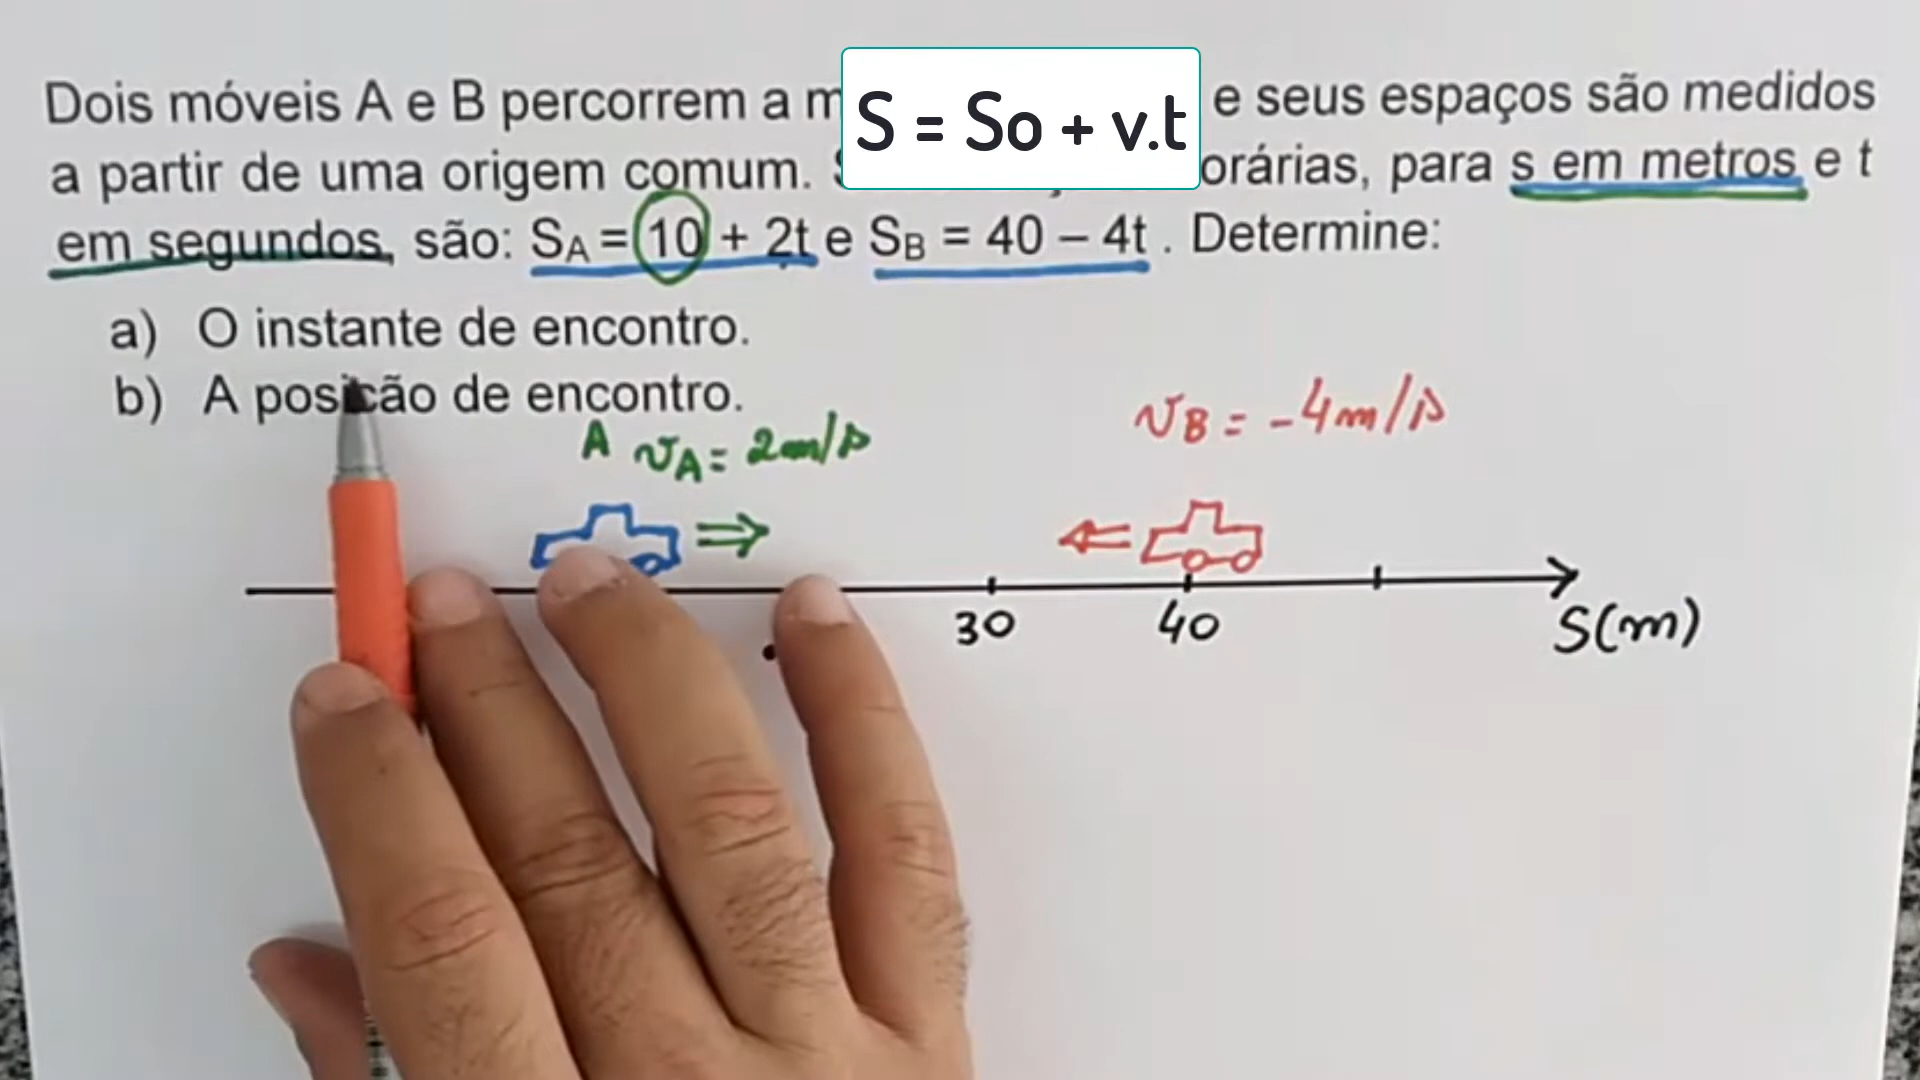 Dois móveis A e B percorrem a m e seus espaços são medidos
S = So + v.t
a partir de uma origem comum. orárias, para s em metros e t
em segundos, são: SA = 10 + 2t e SB = 40 – 4t . Determine:
a) O instante de encontro.
b) A posição de encontro.
A vA = 2m/s
vB = -4m/s
30 40 S(m)